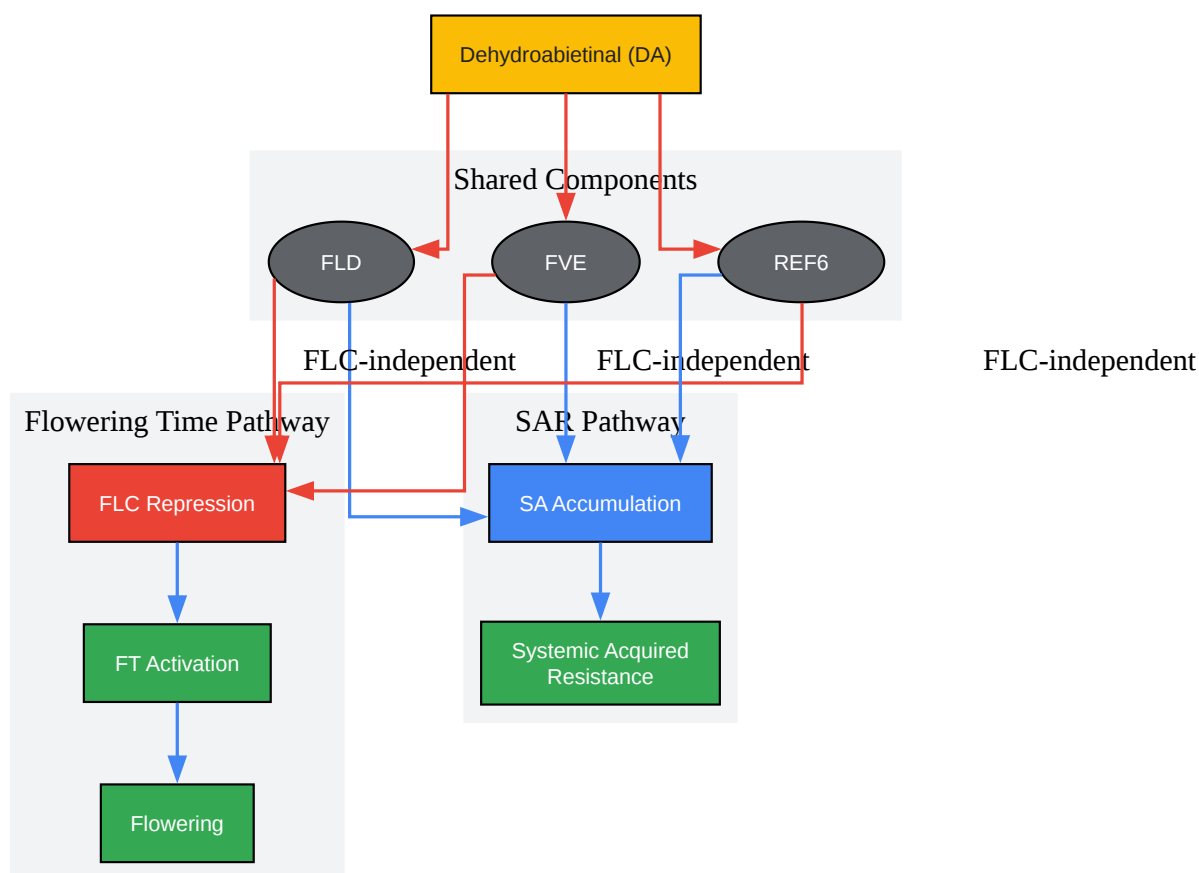 Dehydroabietinal (DA)
Shared Components
FLD
FVE
REF6
FLC-independent
FLC-independent
FLC-independent
Flowering Time Pathway
SAR Pathway
FLC Repression
SA Accumulation
FT Activation
Systemic Acquired
Resistance
Flowering